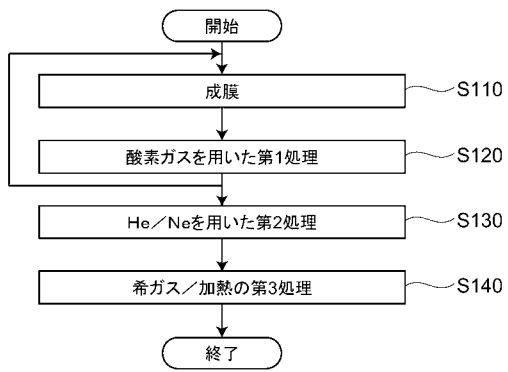 開始
成膜
S110
酸素ガスを用いた第1処理
S120
He/Neを用いた第2処理
S130
希ガス/加熱の第3処理
S140
終了